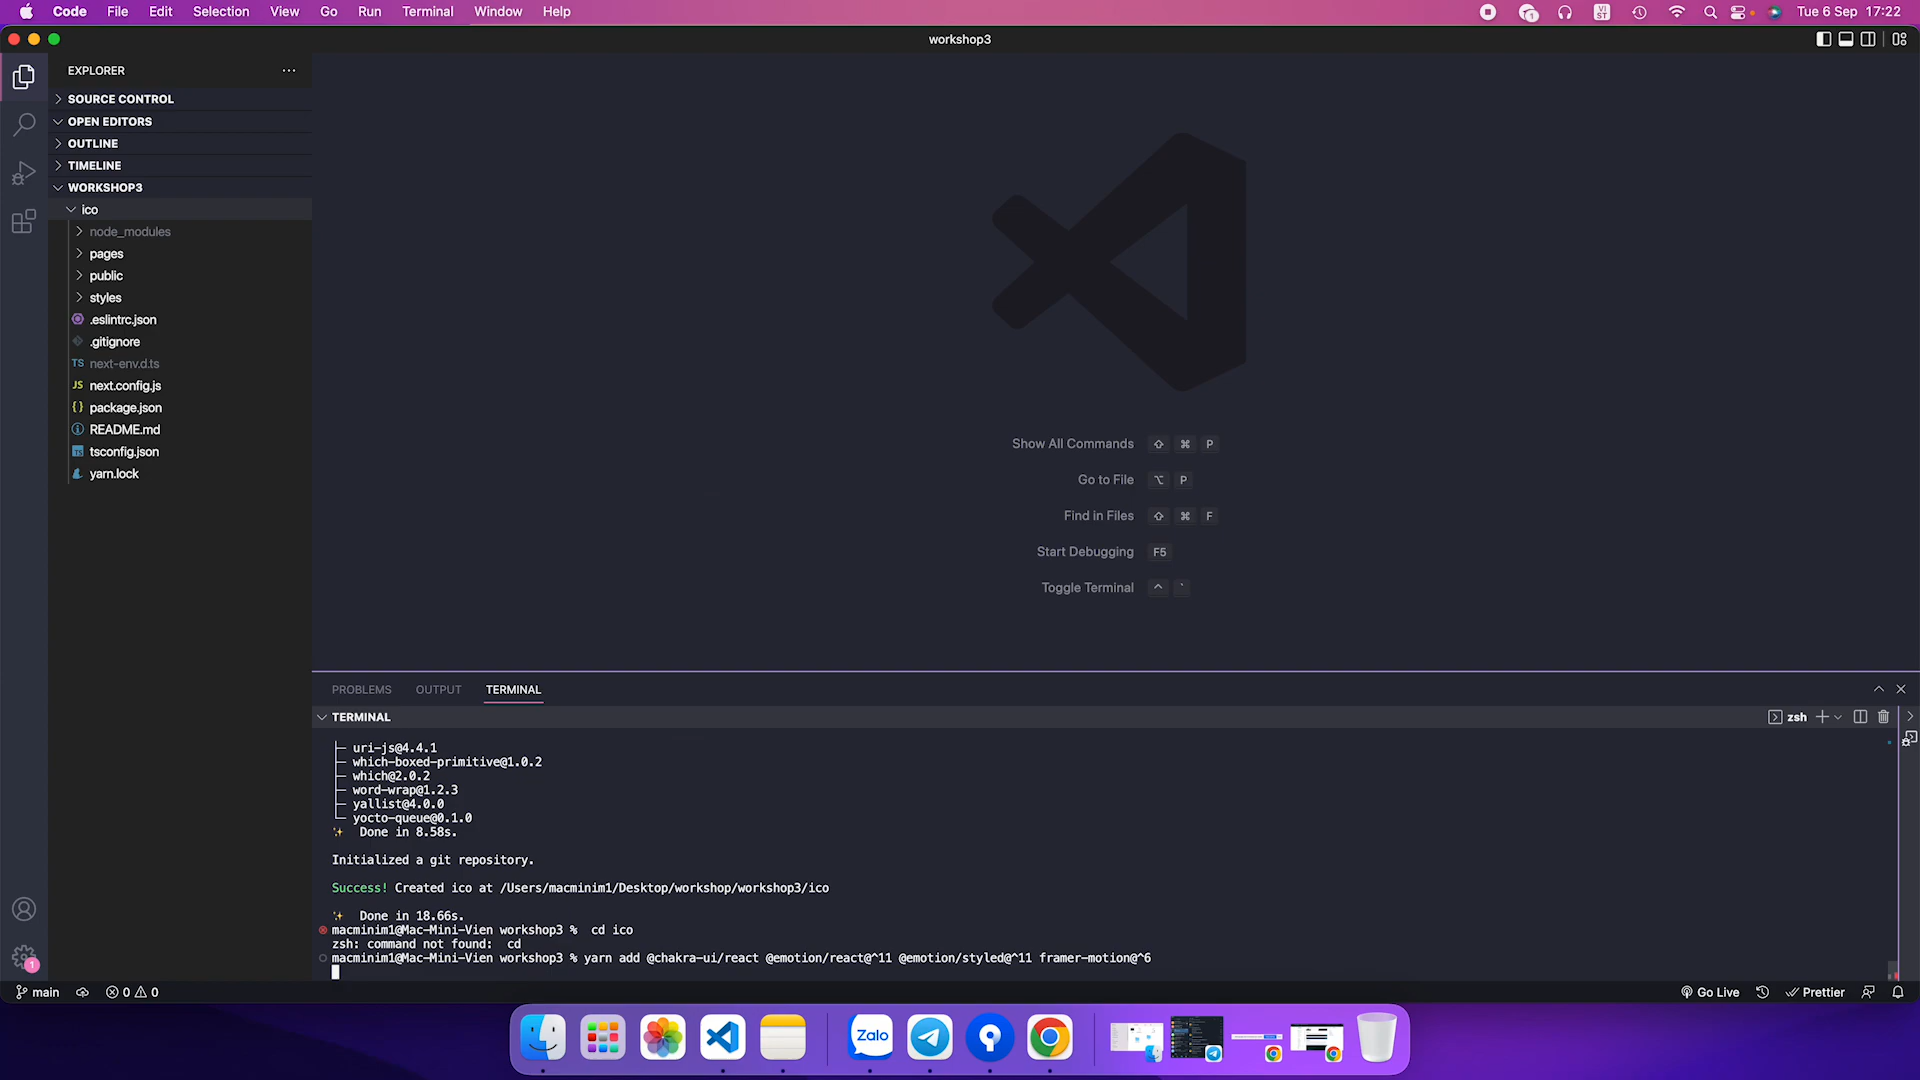 Code File Edit Selection View Go Run Terminal Window Help
1
VI
ST
Tue 6 Sep 17:22
workshop3
EXPLORER
SOURCE CONTROL
OPEN EDITORS
OUTLINE
TIMELINE
WORKSHOP3
ico
node_modules
pages
public
styles
.eslintrc.json
.gitignore
TS next-env.d.ts
JS next.config.js
{} package.json
README.md
TS tsconfig.json
yarn.lock
Show All Commands ⇧ ⌘ P
Go to File ⌥ P
Find in Files ⇧ ⌘ F
Start Debugging F5
Toggle Terminal ^ `
PROBLEMS OUTPUT TERMINAL
TERMINAL
zsh
├─ uri-js@4.4.1
├─ which-boxed-primitive@1.0.2
├─ which@2.0.2
├─ word-wrap@1.2.3
├─ yallist@4.0.0
└─ yocto-queue@0.1.0
✨ Done in 8.58s.
Initialized a git repository.
Success! Created ico at /Users/macminim1/Desktop/workshop/workshop3/ico
✨ Done in 18.66s.
macminim1@Mac-Mini-Vien workshop3 %  cd ico
zsh: command not found:  cd
macminim1@Mac-Mini-Vien workshop3 % yarn add @chakra-ui/react @emotion/react@^11 @emotion/styled@^11 framer-motion@^6
1
main 0 0
Go Live Prettier
Zalo